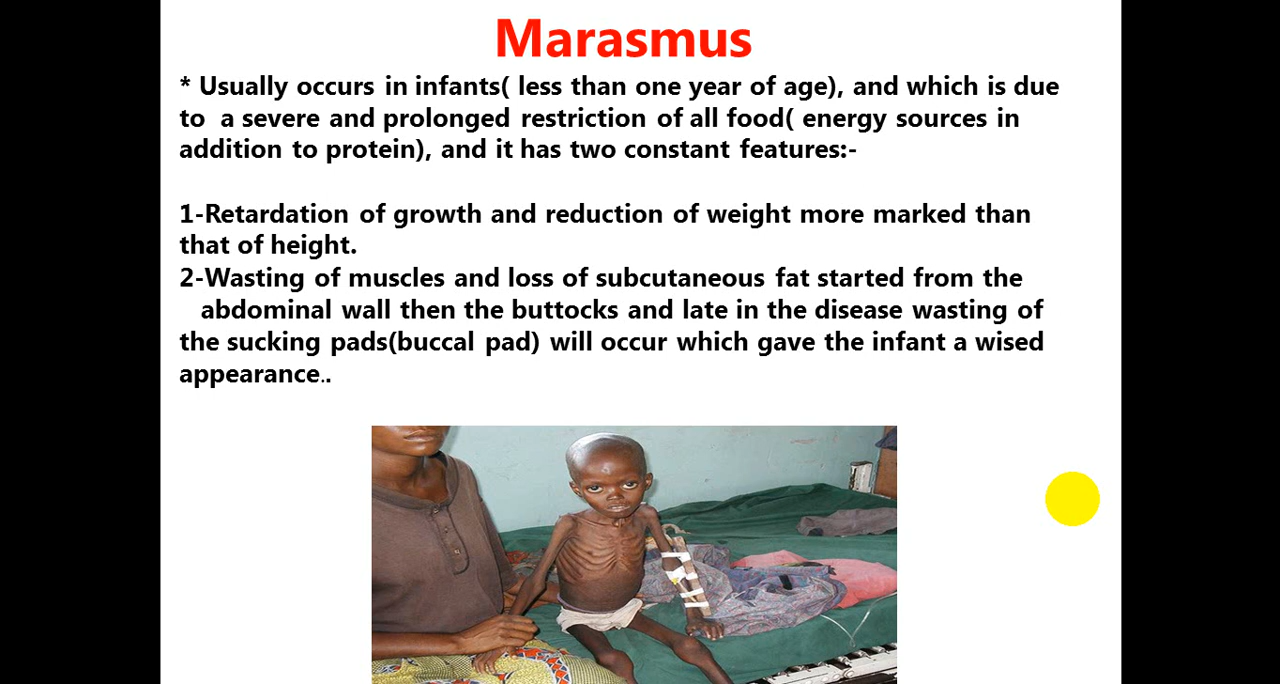 Marasmus
* Usually occurs in infants( less than one year of age), and which is due
to a severe and prolonged restriction of all food( energy sources in
addition to protein), and it has two constant features:-
1-Retardation of growth and reduction of weight more marked than
that of height.
2-Wasting of muscles and loss of subcutaneous fat started from the
abdominal wall then the buttocks and late in the disease wasting of
the sucking pads(buccal pad) will occur which gave the infant a wised
appearance..